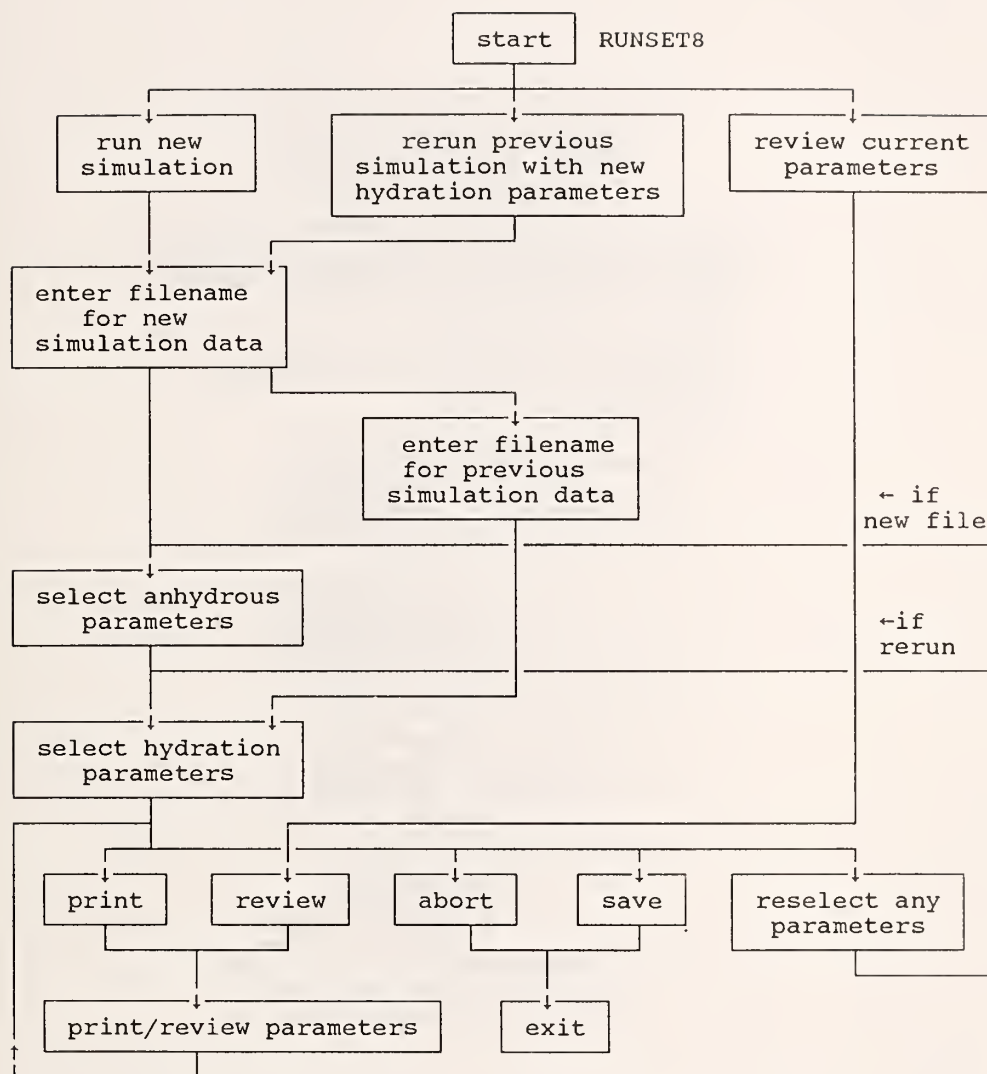 start RUNSET8
run new
simulation
rerun previous
simulation with new
hydration parameters
review current
parameters
enter filename
for new
simulation data
enter filename
for previous
simulation data
← if
new file
select anhydrous
parameters
←if
rerun
select hydration
parameters
print
review
abort
save
reselect any
parameters
print/review parameters
exit